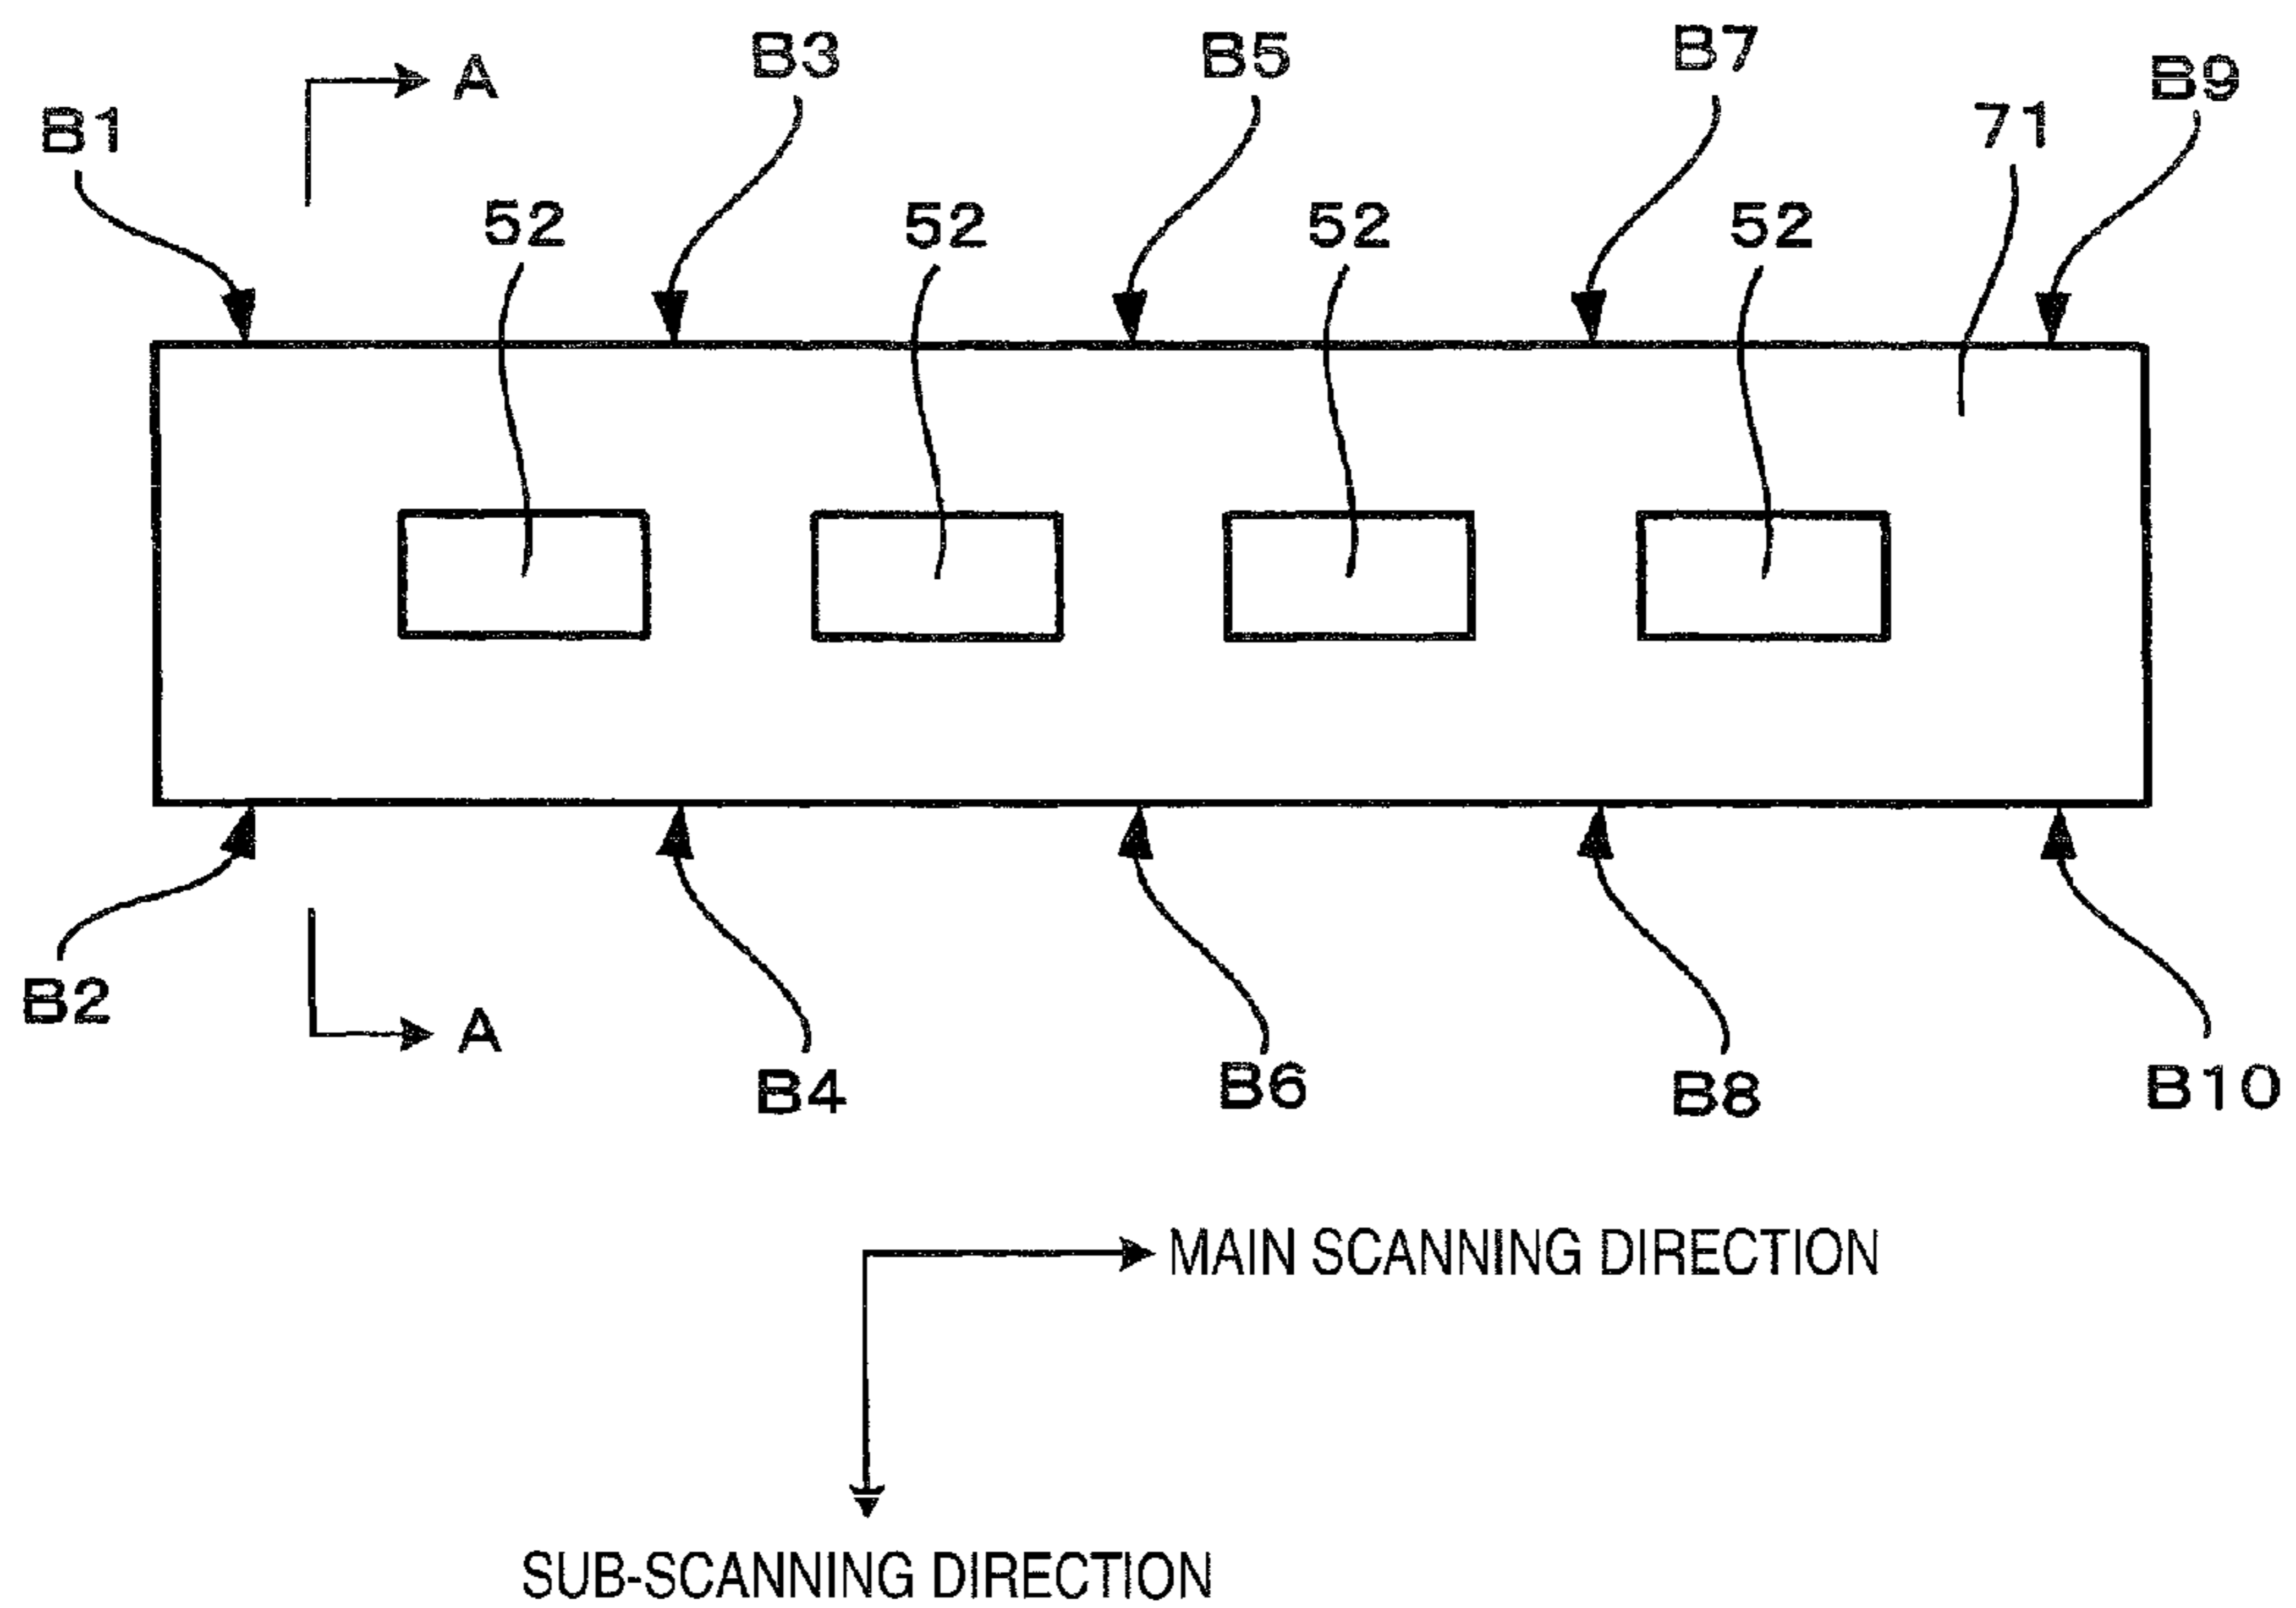 B3 B5 B7
A B9
B1 71
52 52 52 52
B2 A
B4 B6 B8 B10
MAIN SCANNING DIRECTION
SUB-SCANNING DIRECTION